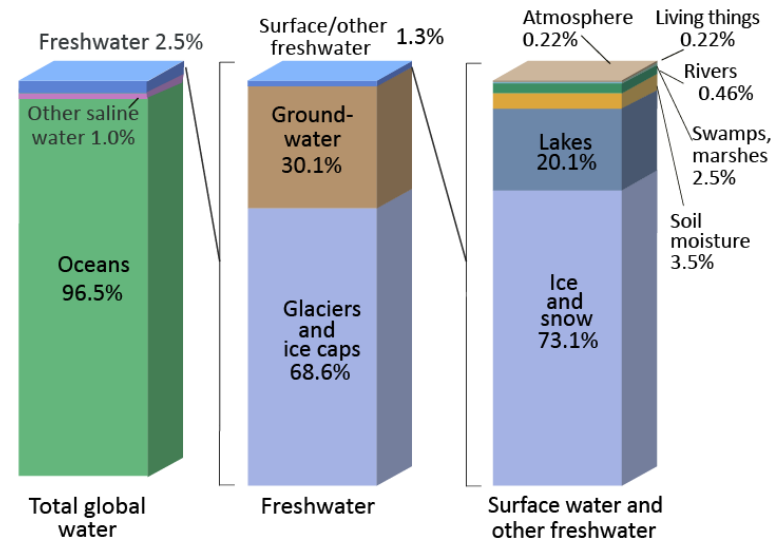 Freshwater 2.5%
Other saline
water 1.0%
Oceans
96.5%
Total global
water
Surface/other
freshwater
1.3%
Ground-
water
30.1%
Glaciers
and
ice caps
68.6%
Freshwater
Atmosphere
0.22%
Living things
0.22%
Rivers
0.46%
Swamps,
marshes
2.5%
Soil
moisture
3.5%
Lakes
20.1%
Ice
and
snow
73.1%
Surface water and
other freshwater